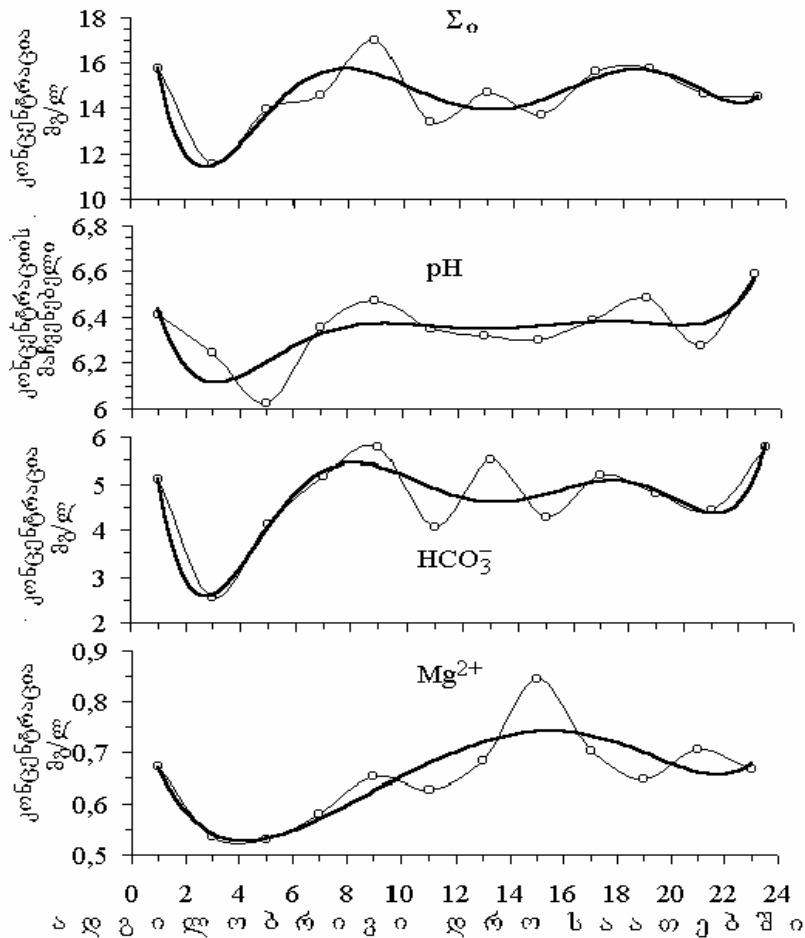 Σ₀
კონცენტრაცია
მგ/ლ
18
16
14
12
10
pH
კონცენტრაციის
მაჩვენებელი
6,8
6,6
6,4
6,2
6
HCO₃⁻
კონცენტრაცია
მგ/ლ
6
5
4
3
2
Mg²⁺
კონცენტრაცია
მგ/ლ
0,9
0,8
0,7
0,6
0,5
0 2 4 6 8 10 12 14 16 18 20 22 24
ადგილობრივი დრო საათებში